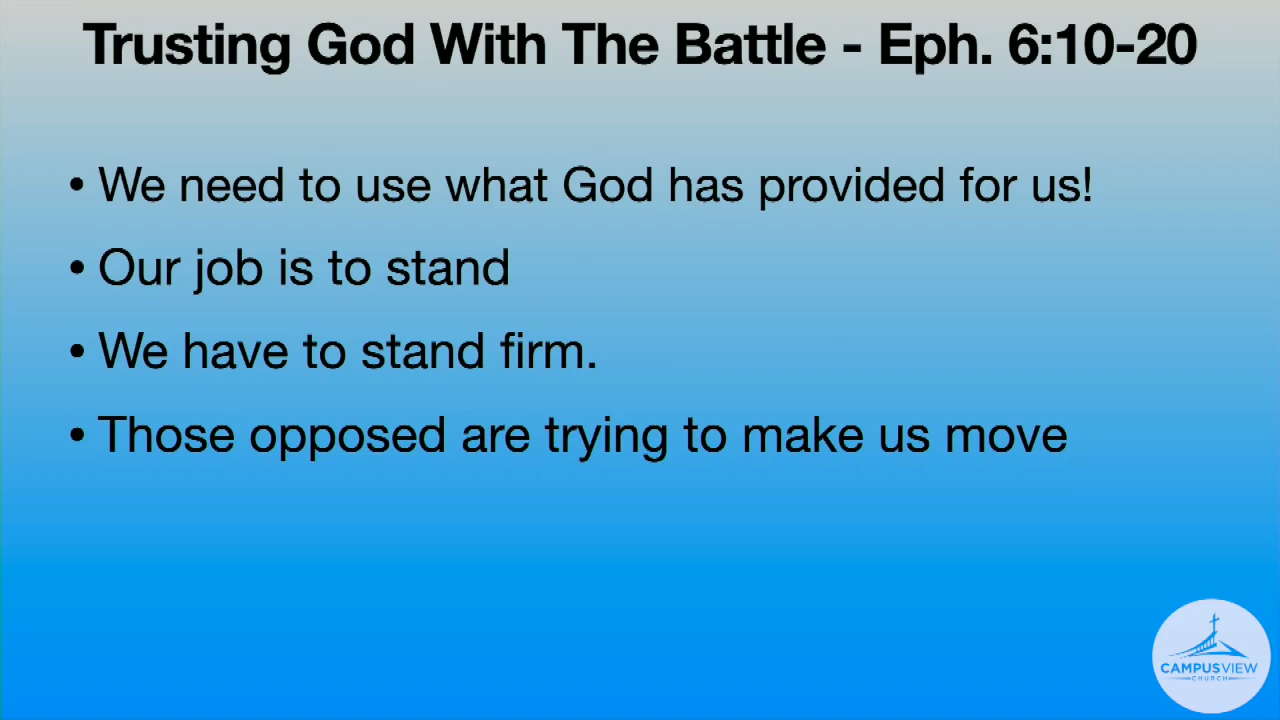 Trusting God With The Battle - Eph. 6:10-20
• We need to use what God has provided for us!
• Our job is to stand
• We have to stand firm.
• Those opposed are trying to make us move
CAMPUSVIEW
CHURCH